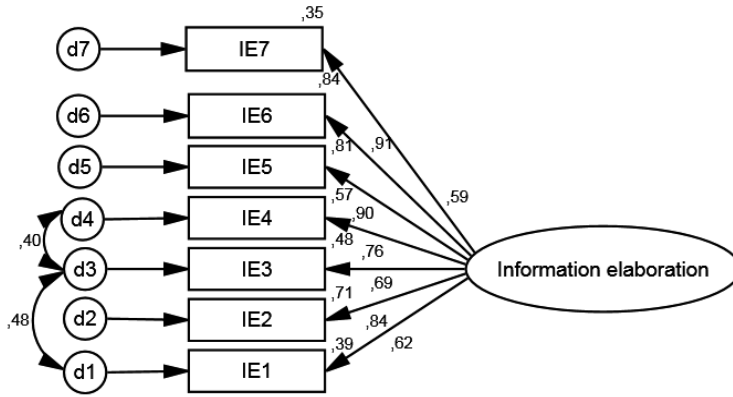 ,35
d7 IE7
,84
d6 IE6
,81 ,91
d5 IE5
,57 ,59
d4 IE4 ,90
,40 ,48 ,76
d3 IE3 Information elaboration
,71 ,69
d2 IE2
,48 ,39 ,84
,62
d1 IE1